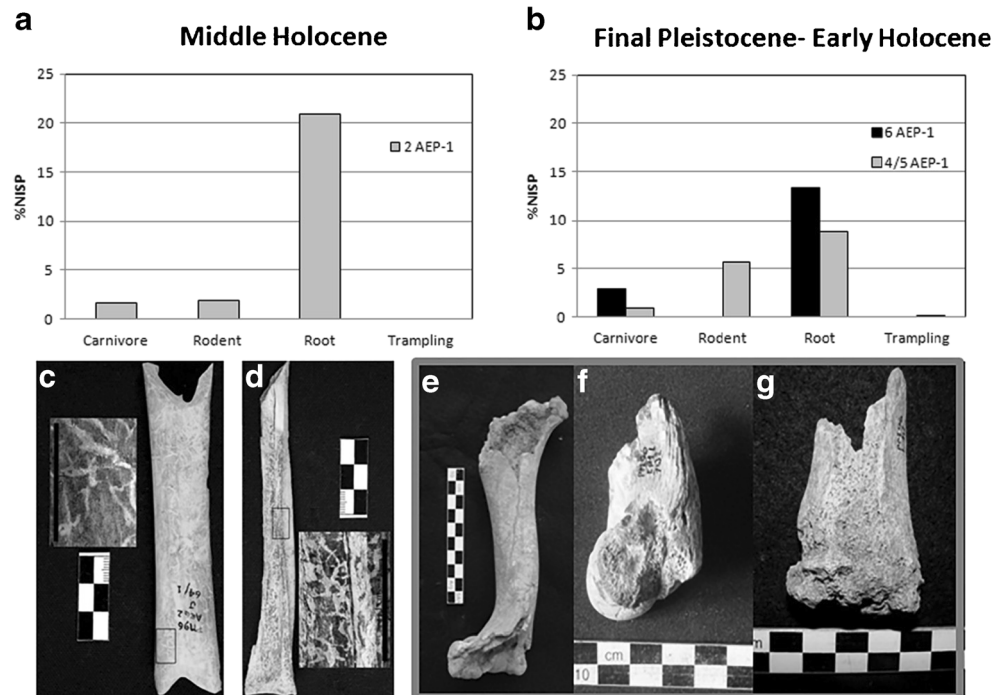 a
Middle Holocene
25
20
15
10
5
0
%NISP
2 AEP-1
Carnivore Rodent Root Trampling
b
Final Pleistocene- Early Holocene
25
20
15
10
5
0
%NISP
6 AEP-1
4/5 AEP-1
Carnivore Rodent Root Trampling
c
d
e
f
g
64/1
cm
10
m